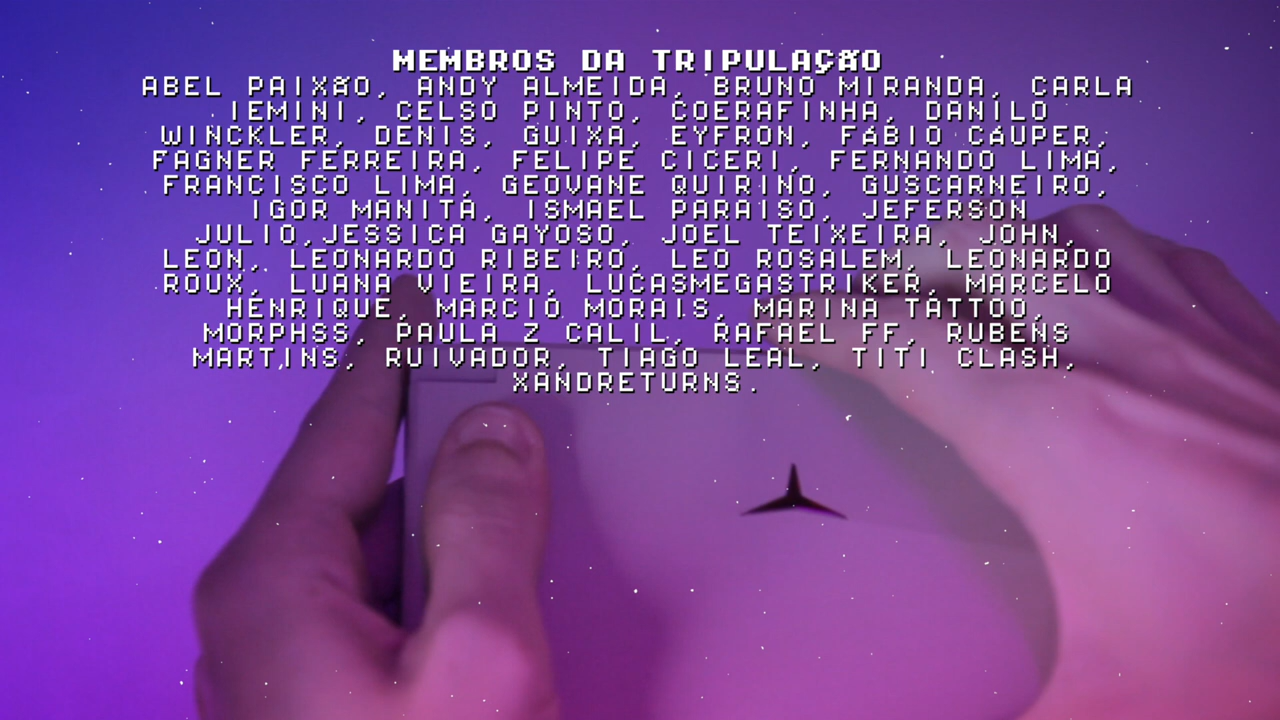 MEMBROS DA TRIPULAÇÃO
ABEL PAIXÃO, ANDY ALMEIDA, BRUNO MIRANDA, CARLA
IEMINI, CELSO PINTO, COERAFINHA, DANILO
WINCKLER, DENIS, GUIXA, EYFRON, FÁBIO CAUPER,
FAGNER FERREIRA, FELIPE CICERI, FERNANDO LIMA,
FRANCISCO LIMA, GEOVANE QUIRINO, GUSCARNEIRO,
IGOR MANITA, ISMAEL PARAISO, JEFERSON
JULIO,JESSICA GAYOSO, JOEL TEIXEIRA, JOHN,
LEON, LEONARDO RIBEIRO, LEO ROSALEM, LEONARDO
ROUX, LUANA VIEIRA, LUCASMEGASTRIKER, MARCELO
HENRIQUE, MARCIO MORAIS, MARINA TATTOO,
MORPHSS, PAULA Z CALIL, RAFAEL FF, RUBENS
MARTINS, RUIVADOR, TIAGO LEAL, TITI CLASH,
XANDRETURNS.